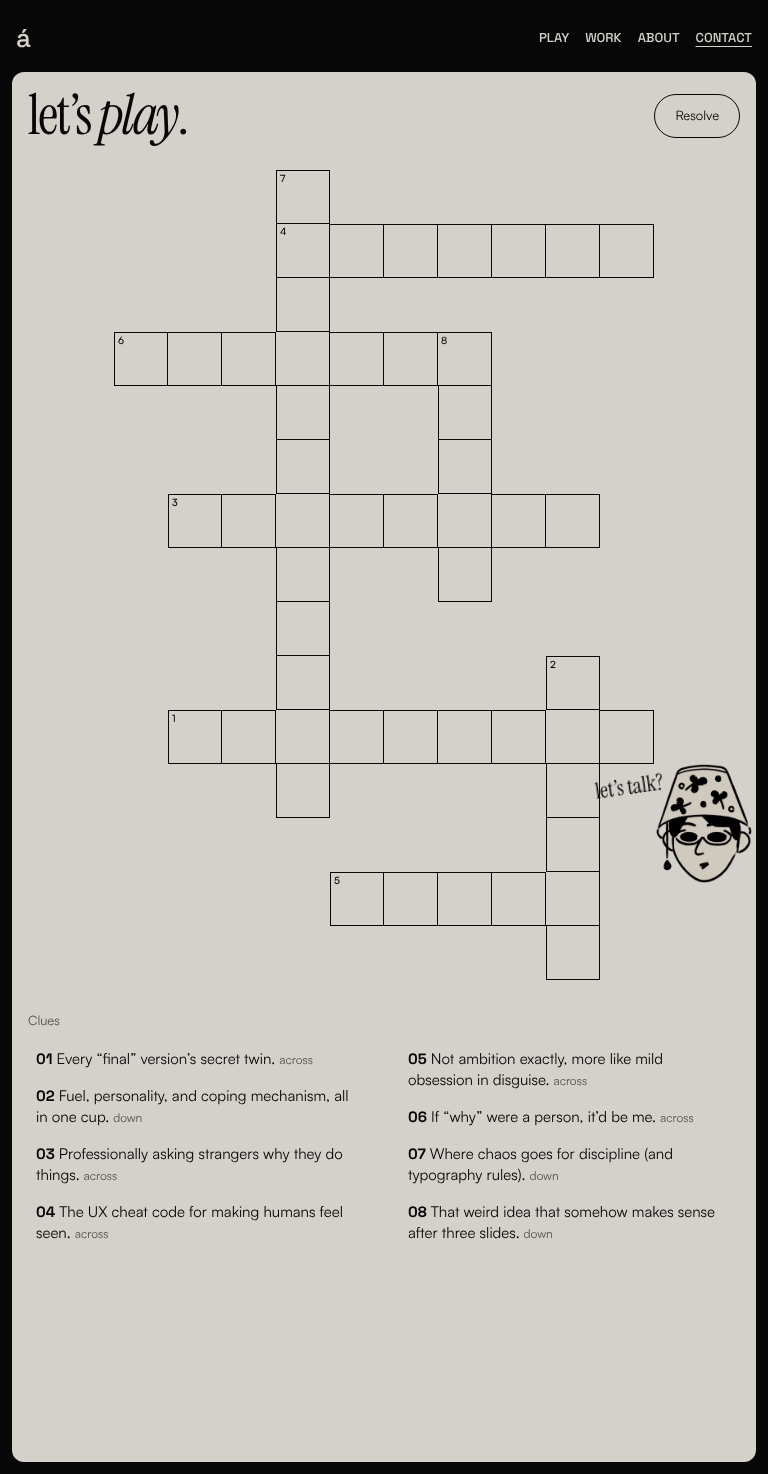 á
PLAY WORK ABOUT CONTACT
let’s play.
Resolve
7
4
6 8
3
2
1
let’s talk?
5
Clues
01 Every “final” version’s secret twin. across
02 Fuel, personality, and coping mechanism, all
in one cup. down
03 Professionally asking strangers why they do
things. across
04 The UX cheat code for making humans feel
seen. across
05 Not ambition exactly, more like mild
obsession in disguise. across
06 If “why” were a person, it’d be me. across
07 Where chaos goes for discipline (and
typography rules). down
08 That weird idea that somehow makes sense
after three slides. down